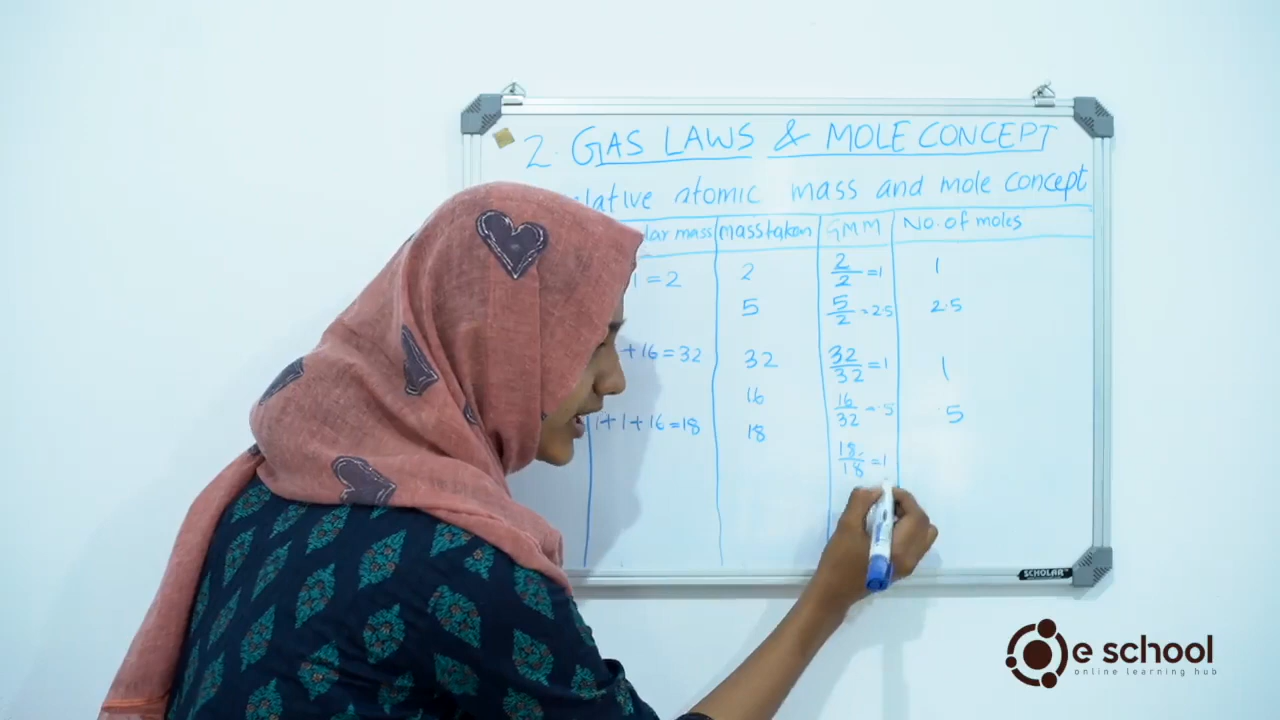 2. GAS LAWS & MOLE CONCEPT
lative atomic mass and mole concept
lar mass Mass taken GMM No. of moles
1 = 2 2 2/2 = 1 1
5 5/2 = 2.5 2.5
+ 16 = 32 32 32/32 = 1 1
16 16/32 = .5 .5
1 + 1 + 16 = 18 18 18/18 = 1
SCHOLAR
e school
online learning hub